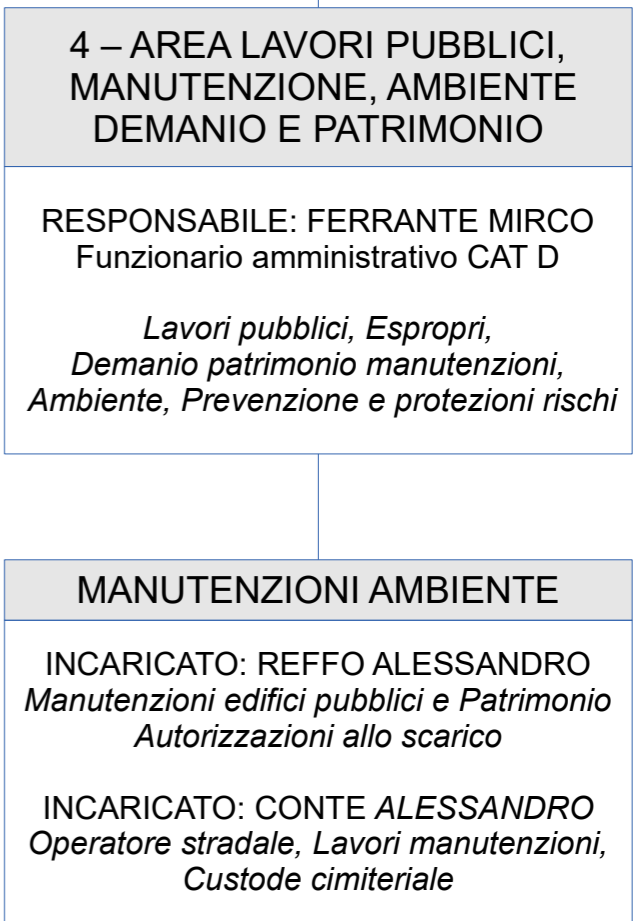 4 – AREA LAVORI PUBBLICI,
MANUTENZIONE, AMBIENTE
DEMANIO E PATRIMONIO
RESPONSABILE: FERRANTE MIRCO
Funzionario amministrativo CAT D
Lavori pubblici, Espropri,
Demanio patrimonio manutenzioni,
Ambiente, Prevenzione e protezioni rischi
MANUTENZIONI AMBIENTE
INCARICATO: REFFO ALESSANDRO
Manutenzioni edifici pubblici e Patrimonio
Autorizzazioni allo scarico
INCARICATO: CONTE ALESSANDRO
Operatore stradale, Lavori manutenzioni,
Custode cimiteriale